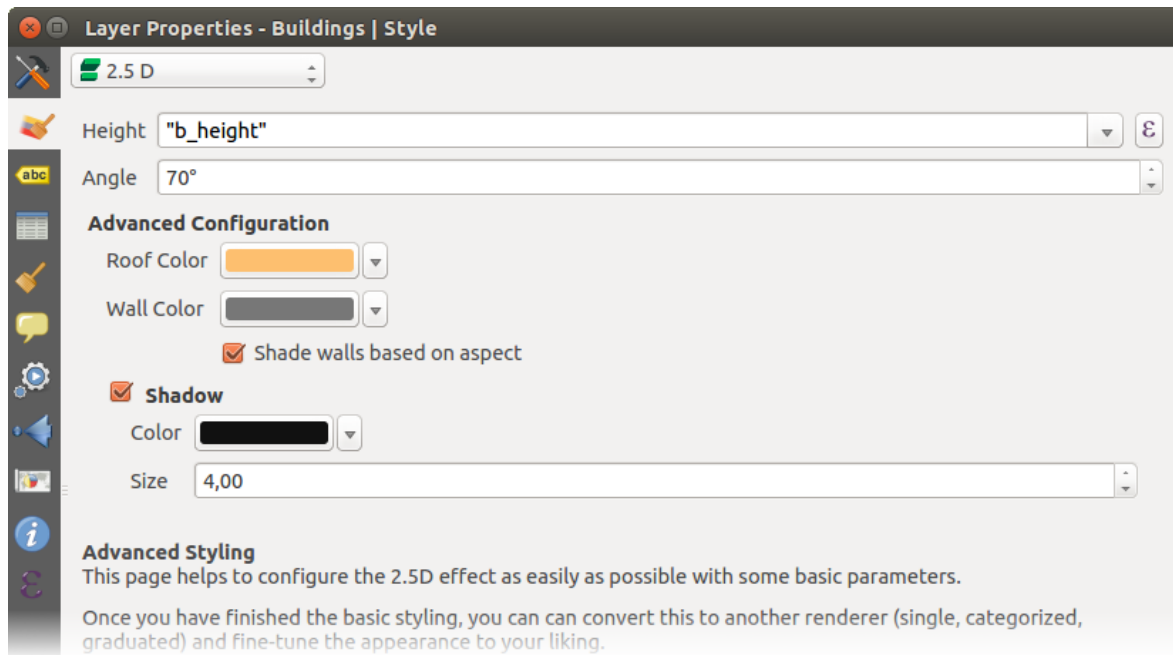 Layer Properties - Buildings | Style
2.5 D
Height "b_height" ε
abc
Angle 70°
Advanced Configuration
Roof Color
Wall Color
Shade walls based on aspect
Shadow
Color
Size 4,00
i
Advanced Styling
This page helps to configure the 2.5D effect as easily as possible with some basic parameters.
ε
Once you have finished the basic styling, you can can convert this to another renderer (single, categorized,
graduated) and fine-tune the appearance to your liking.